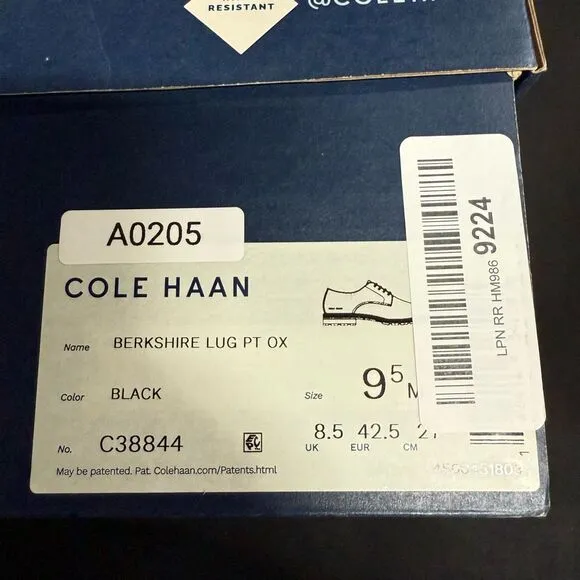 RESISTANT
A0205
COLE HAAN
Name BERKSHIRE LUG PT OX
Color BLACK
Size 9 5 M
No. C38844
8.5 42.5
UK EUR CM
May be patented. Pat. Colehaan.com/Patents.html
LPN RR HM986 9224
1